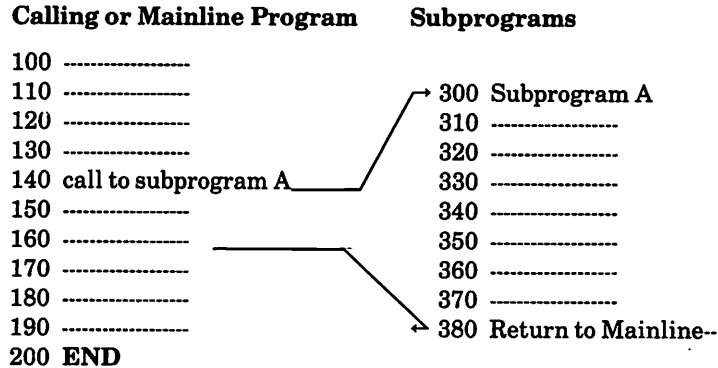 Calling or Mainline Program
100 --------------------
110 --------------------
120 --------------------
130 --------------------
140 call to subprogram A
150 --------------------
160 --------------------
170 --------------------
180 --------------------
190 --------------------
200 END
Subprograms
300 Subprogram A
310 --------------------
320 --------------------
330 --------------------
340 --------------------
350 --------------------
360 --------------------
370 --------------------
380 Return to Mainline--